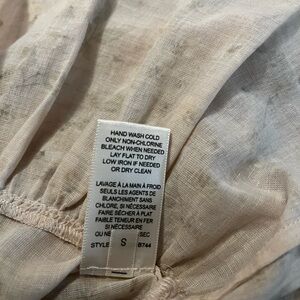 HAND WASH COLD
ONLY NON-CHLORINE
BLEACH WHEN NEEDED
LAY FLAT TO DRY
LOW IRON IF NEEDED
OR DRY CLEAN
LAVAGE À LA MAIN À FROID
SEULS LES AGENTS DE
BLANCHIMENT SANS
CHLORE, SI NÉCESSAIRE
FAIRE SÉCHER À PLAT
FAIBLE TENEUR EN FER
SI NÉCESSAIRE
OU NE SEC
STYLE 8744
S